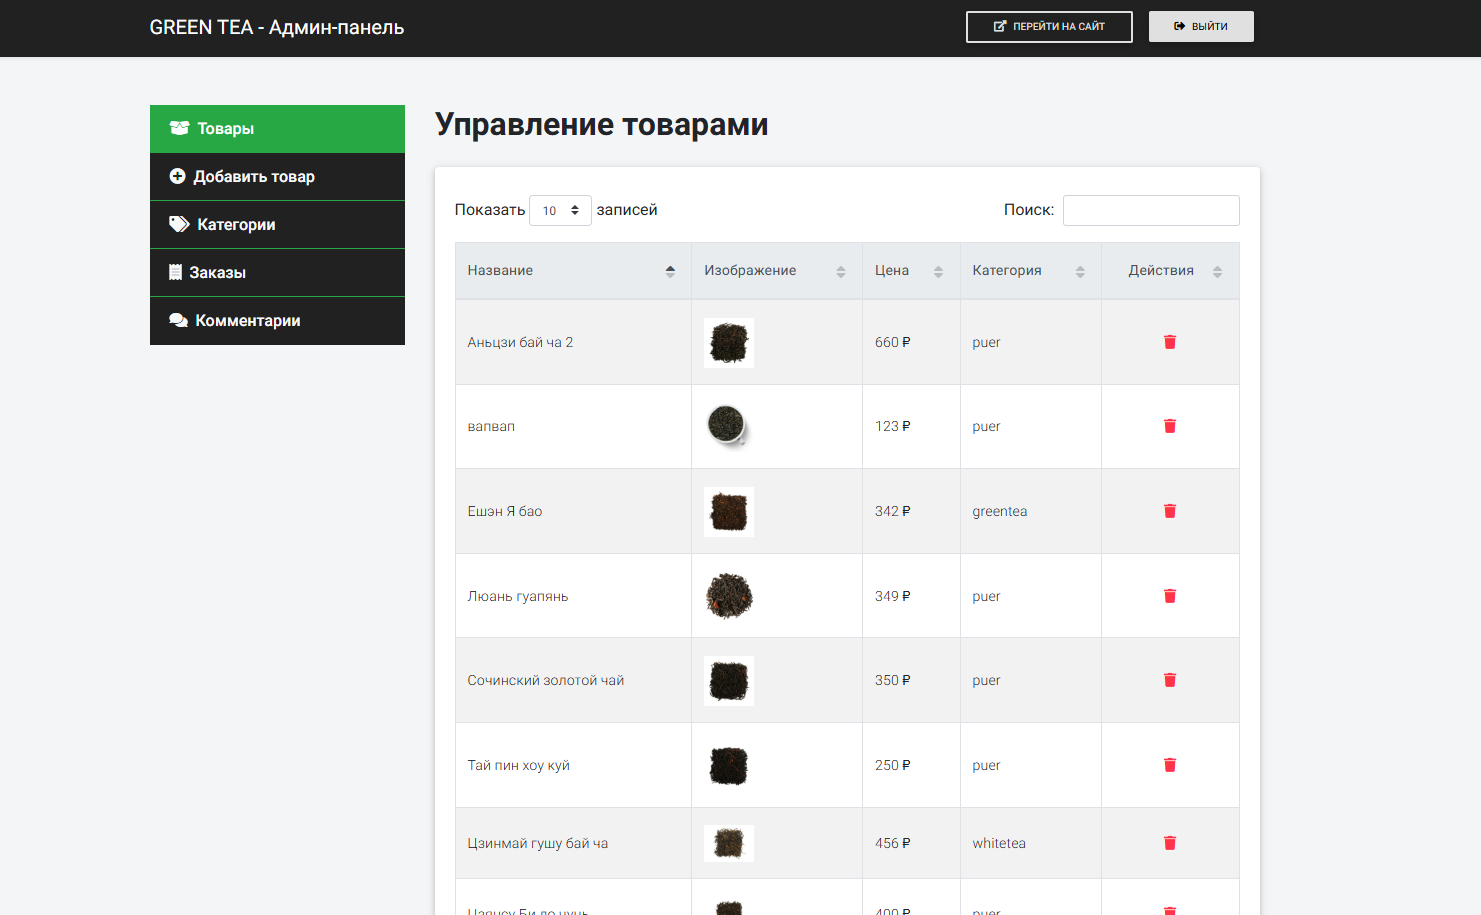 GREEN TEA - Админ-панель
ПЕРЕЙТИ НА САЙТ
ВЫЙТИ
Товары
Добавить товар
Категории
Заказы
Комментарии
Управление товарами
Показать 10 записей
Поиск:
Название Изображение Цена Категория Действия
Аньцзи бай ча 2 660 ₽ puer
вапвап 123 ₽ puer
Ешэн Я бао 342 ₽ greentea
Люань гуапянь 349 ₽ puer
Сочинский золотой чай 350 ₽ puer
Тай пин хоу куй 250 ₽ puer
Цзинмай гушу бай ча 456 ₽ whitetea
400 ₽ puer